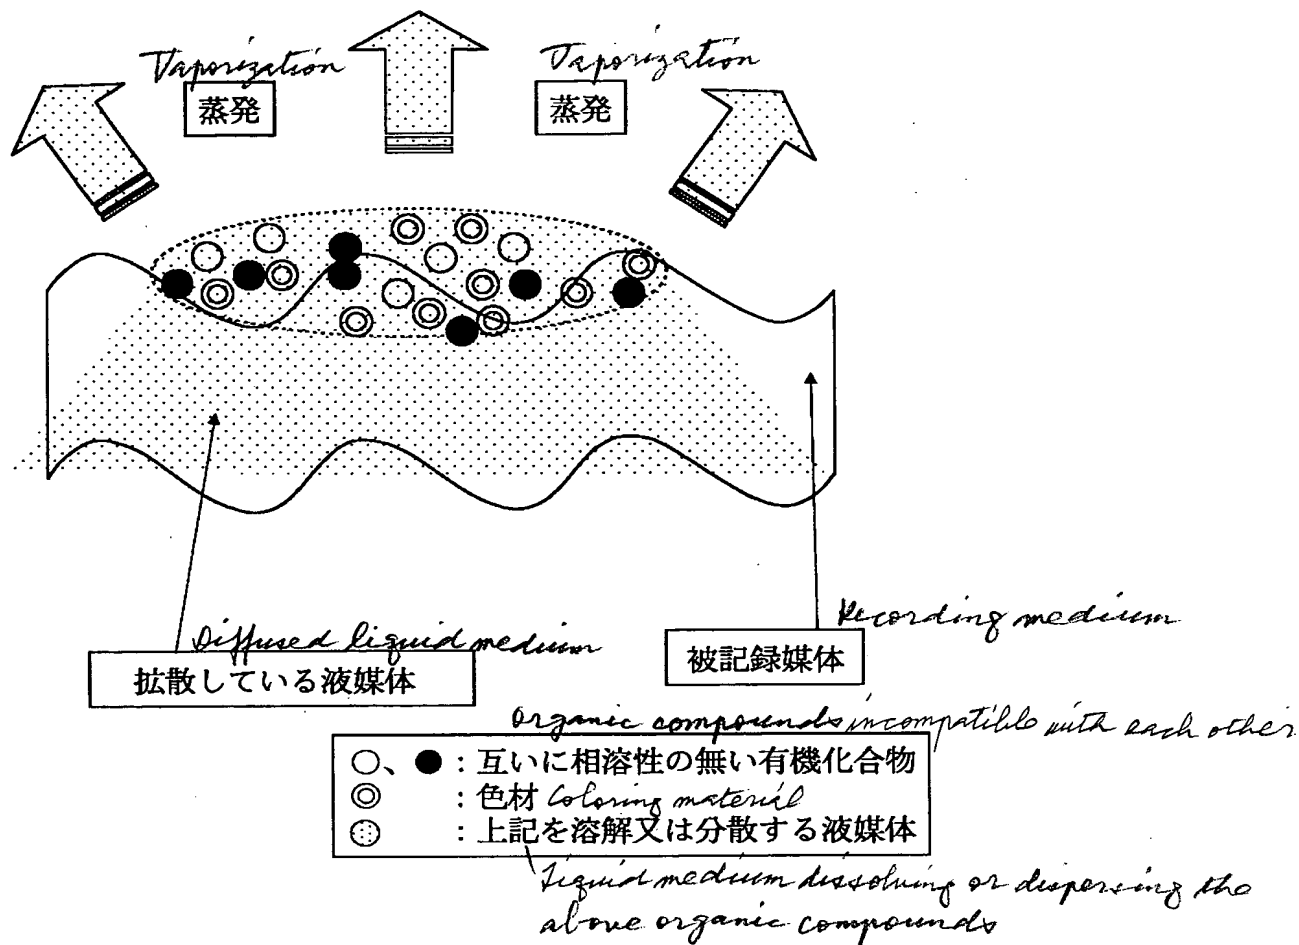 Vaporization
Vaporization
蒸発
蒸発
Recording medium
Diffused liquid medium
被記録媒体
拡散している液媒体
Organic compounds incompatible with each other
○、●：互いに相溶性の無い有機化合物
◎：色材 Coloring material
：上記を溶解又は分散する液媒体
Liquid medium dissolving or dispersing the
above organic compounds